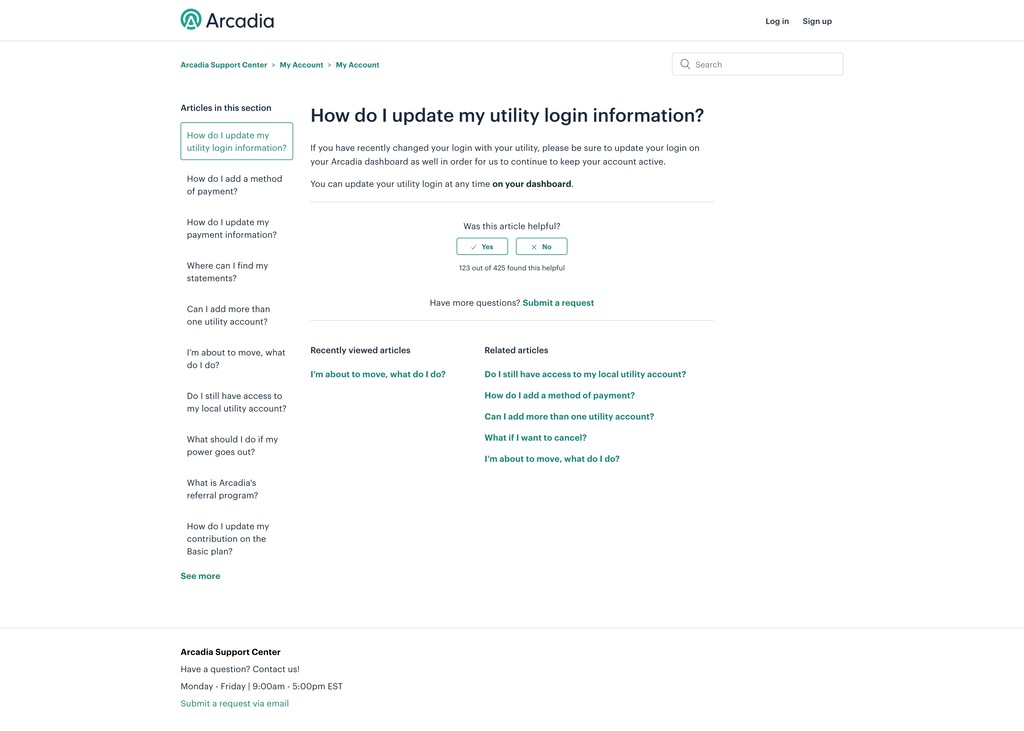 Arcadia
Log in Sign up
Arcadia Support Center > My Account > My Account
Search
Articles in this section
How do I update my
utility login information?
How do I add a method
of payment?
How do I update my
payment information?
Where can I find my
statements?
Can I add more than
one utility account?
I'm about to move, what
do I do?
Do I still have access to
my local utility account?
What should I do if my
power goes out?
What is Arcadia's
referral program?
How do I update my
contribution on the
Basic plan?
See more
How do I update my utility login information?
If you have recently changed your login with your utility, please be sure to update your login on
your Arcadia dashboard as well in order for us to continue to keep your account active.
You can update your utility login at any time on your dashboard.
Was this article helpful?
Yes No
123 out of 425 found this helpful
Have more questions? Submit a request
Recently viewed articles
I'm about to move, what do I do?
Related articles
Do I still have access to my local utility account?
How do I add a method of payment?
Can I add more than one utility account?
What if I want to cancel?
I'm about to move, what do I do?
Arcadia Support Center
Have a question? Contact us!
Monday - Friday | 9:00am - 5:00pm EST
Submit a request via email